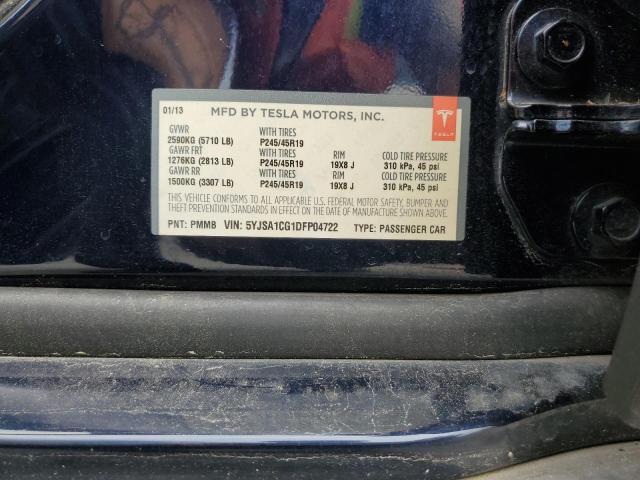 01/13 MFD BY TESLA MOTORS, INC.
GVWR WITH TIRES
2590KG (5710 LB) P245/45R19
GAWR FRT WITH TIRES RIM COLD TIRE PRESSURE
1276KG (2813 LB) P245/45R19 19X8 J 310 kPa, 45 psi
GAWR RR WITH TIRES RIM COLD TIRE PRESSURE
1500KG (3307 LB) P245/45R19 19X8 J 310 kPa, 45 psi
THIS VEHICLE CONFORMS TO ALL APPLICABLE U.S. FEDERAL MOTOR SAFETY, BUMPER AND
THEFT PREVENTION STANDARDS IN EFFECT ON THE DATE OF MANUFACTURE SHOWN ABOVE.
PNT: PMMB VIN: 5YJSA1CG1DFP04722 TYPE: PASSENGER CAR
TESLA